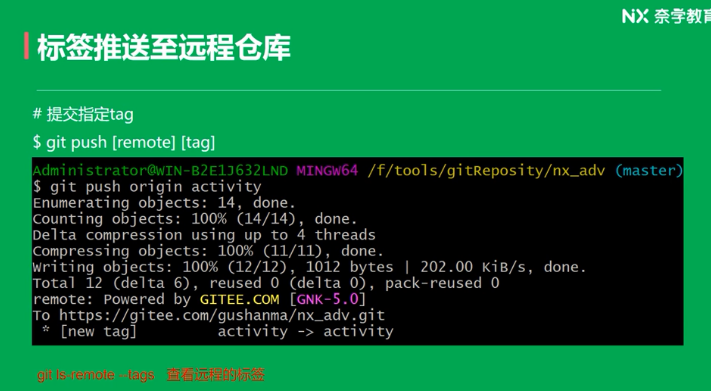 NX 奈学教育
标签推送至远程仓库
# 提交指定tag
$ git push [remote] [tag]
Administrator@WIN-B2E1J632LND MINGW64 /f/tools/gitReposity/nx_adv (master)
$ git push origin activity
Enumerating objects: 14, done.
Counting objects: 100% (14/14), done.
Delta compression using up to 4 threads
Compressing objects: 100% (11/11), done.
Writing objects: 100% (12/12), 1012 bytes | 202.00 KiB/s, done.
Total 12 (delta 6), reused 0 (delta 0), pack-reused 0
remote: Powered by GITEE.COM [GNK-5.0]
To https://gitee.com/gushanma/nx_adv.git
* [new tag] activity -> activity
git ls-remote --tags 查看远程的标签